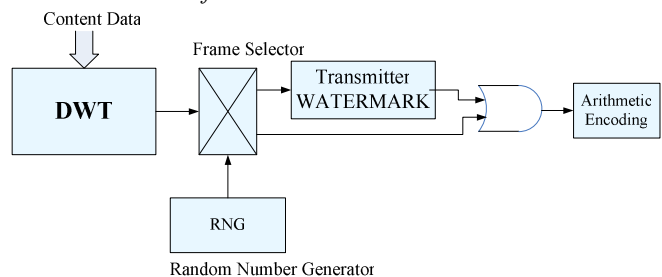 Content Data
DWT
Frame Selector
Transmitter
WATERMARK
Arithmetic
Encoding
RNG
Random Number Generator